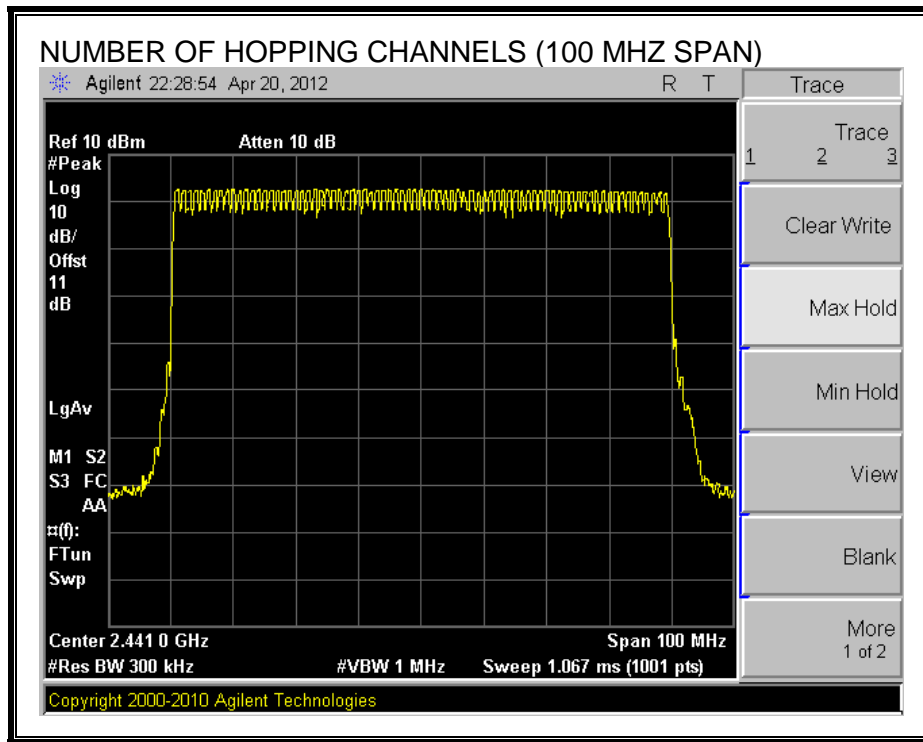 NUMBER OF HOPPING CHANNELS (100 MHZ SPAN)
Agilent 22:28:54 Apr 20, 2012
R T
Ref 10 dBm
Atten 10 dB
#Peak
Log
10
dB/
Offst
11
dB
LgAv
M1 S2
S3 FC
AA
¤(f):
FTun
Swp
Center 2.441 0 GHz
Span 100 MHz
#Res BW 300 kHz
#VBW 1 MHz
Sweep 1.067 ms (1001 pts)
Copyright 2000-2010 Agilent Technologies
Trace
Trace
1 2 3
Clear Write
Max Hold
Min Hold
View
Blank
More
1 of 2